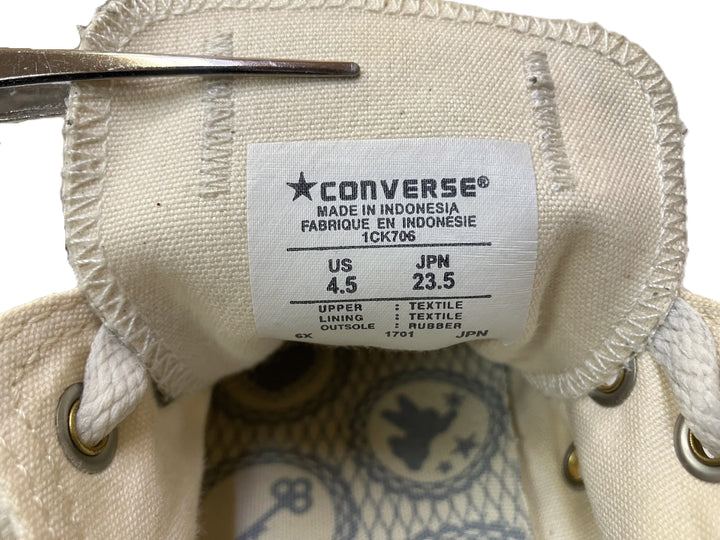 ★CONVERSE®
MADE IN INDONESIA
FABRIQUE EN INDONÉSIE
1CK706
US JPN
4.5 23.5
UPPER : TEXTILE
LINING : TEXTILE
OUTSOLE : RUBBER
6X 1701 JPN